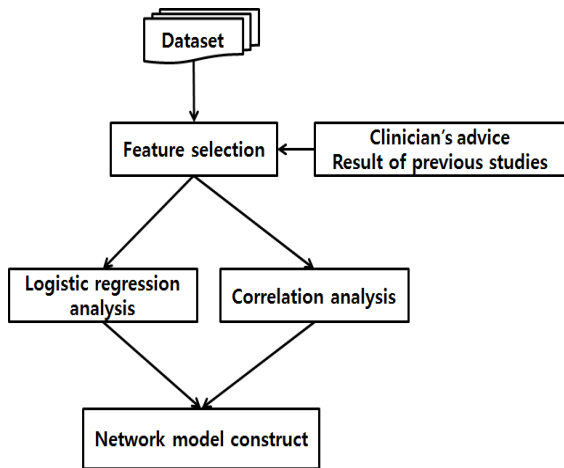 Dataset
Feature selection
Clinician's advice
Result of previous studies
Logistic regression
analysis
Correlation analysis
Network model construct